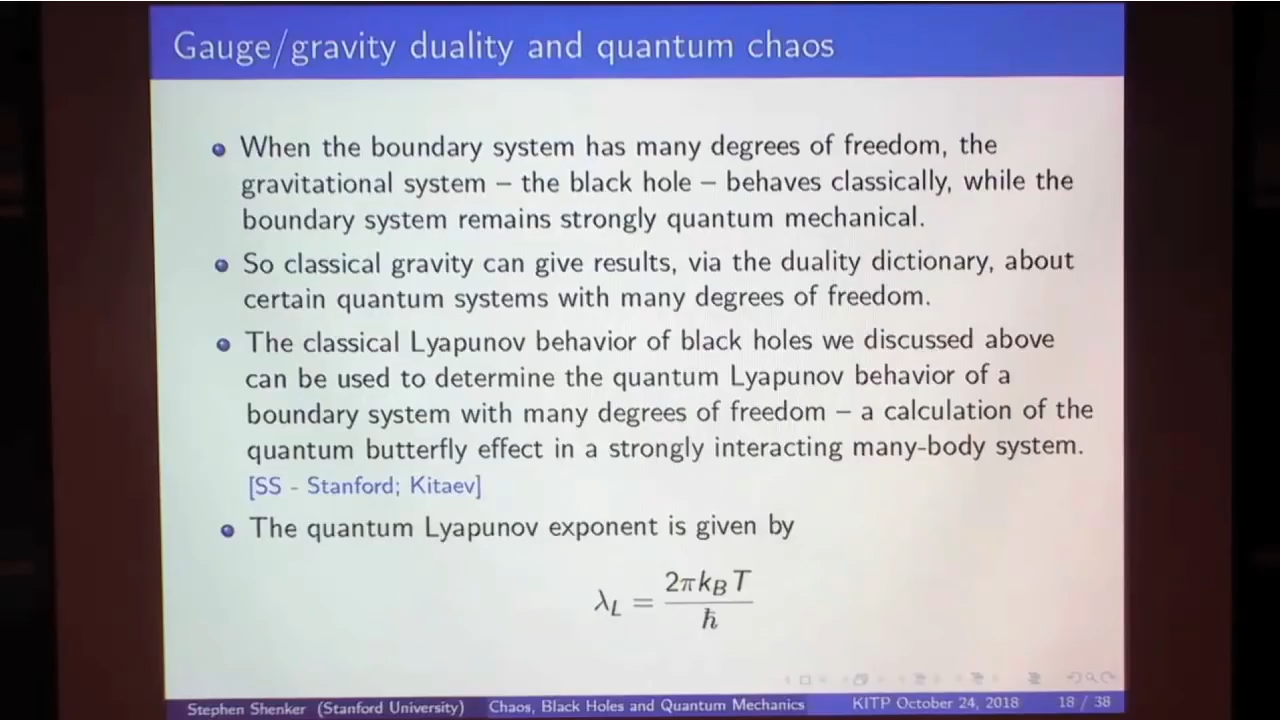 Gauge/gravity duality and quantum chaos
When the boundary system has many degrees of freedom, the
gravitational system – the black hole – behaves classically, while the
boundary system remains strongly quantum mechanical.
So classical gravity can give results, via the duality dictionary, about
certain quantum systems with many degrees of freedom.
The classical Lyapunov behavior of black holes we discussed above
can be used to determine the quantum Lyapunov behavior of a
boundary system with many degrees of freedom – a calculation of the
quantum butterfly effect in a strongly interacting many-body system.
[SS - Stanford; Kitaev]
The quantum Lyapunov exponent is given by
λ_L = 2πk_B T / ħ
Stephen Shenker (Stanford University) Chaos, Black Holes and Quantum Mechanics KITP October 24, 2018 18 / 38